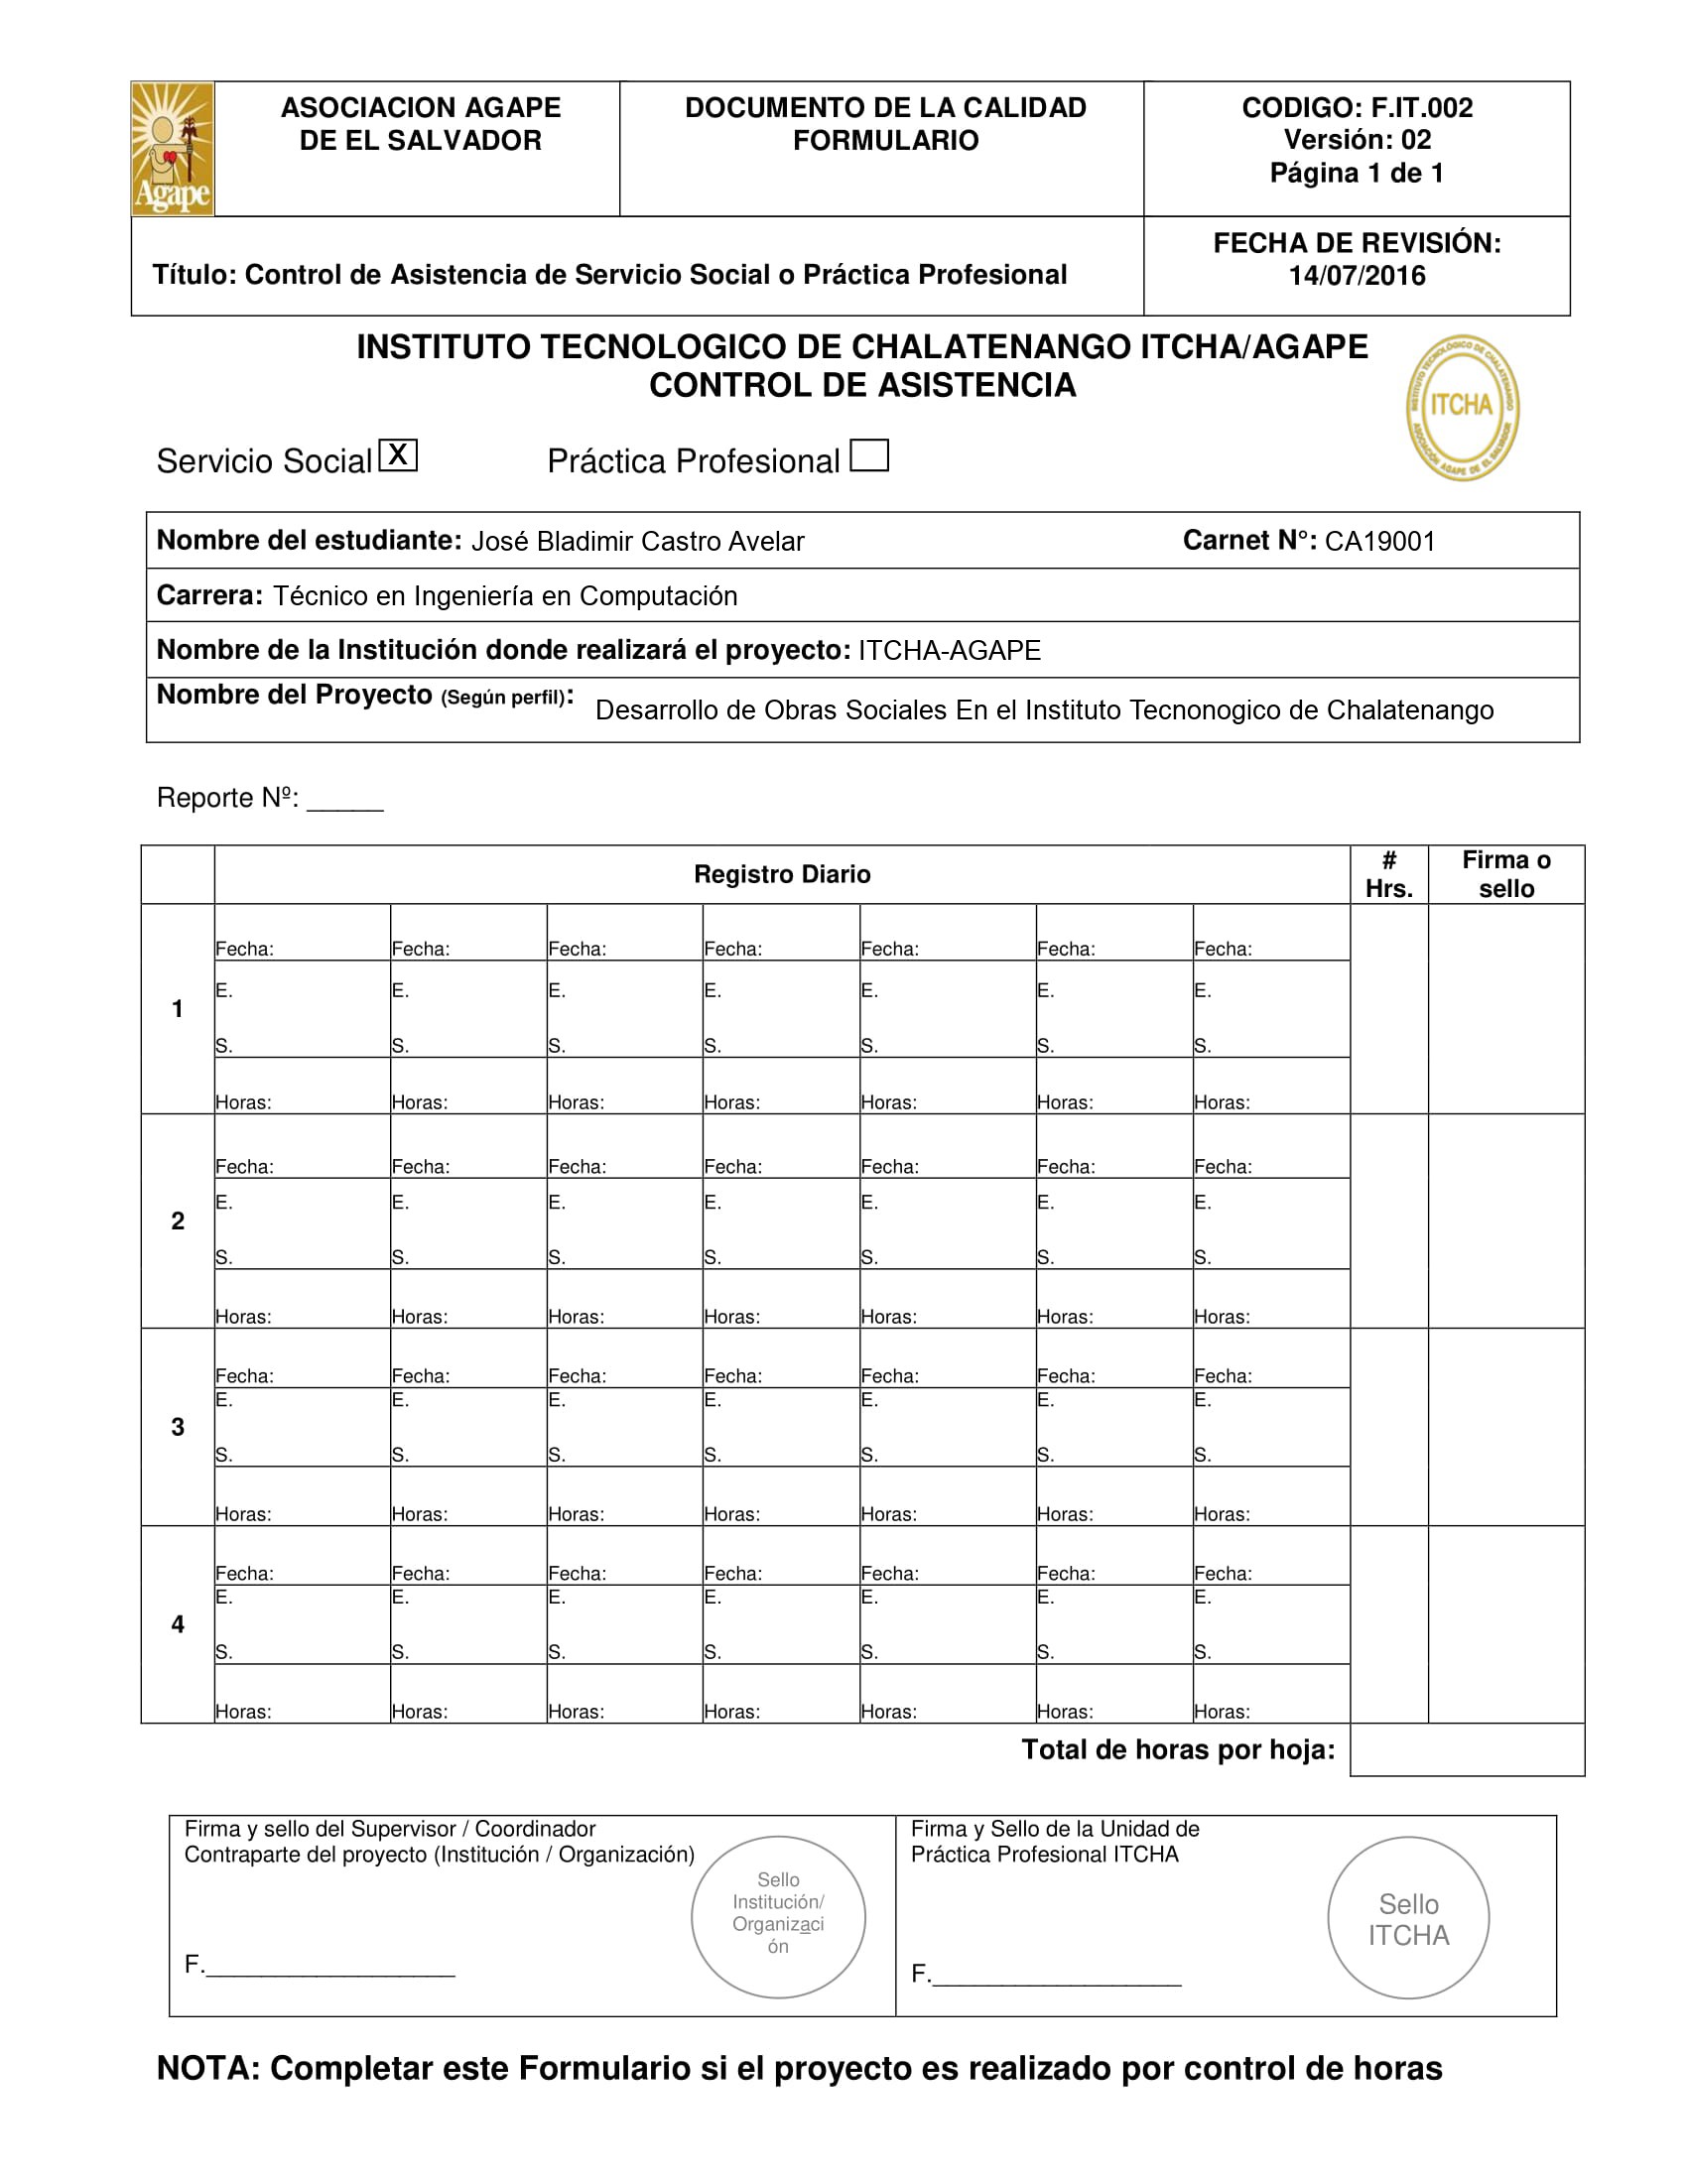 Agape
ASOCIACION AGAPE
DE EL SALVADOR
DOCUMENTO DE LA CALIDAD
FORMULARIO
CODIGO: F.IT.002
Versión: 02
Página 1 de 1
Título: Control de Asistencia de Servicio Social o Práctica Profesional
FECHA DE REVISIÓN:
14/07/2016
INSTITUTO TECNOLOGICO DE CHALATENANGO ITCHA/AGAPE
CONTROL DE ASISTENCIA
INSTITUTO TECNOLÓGICO DE CHALATENANGO
ITCHA
ASOCIACIÓN AGAPE DE EL SALVADOR
Servicio Social X Práctica Profesional
Nombre del estudiante: José Bladimir Castro Avelar Carnet N°: CA19001
Carrera: Técnico en Ingeniería en Computación
Nombre de la Institución donde realizará el proyecto: ITCHA-AGAPE
Nombre del Proyecto (Según perfil): Desarrollo de Obras Sociales En el Instituto Tecnonogico de Chalatenango
Reporte Nº: _____
Registro Diario # Hrs. Firma o sello
1
Fecha: Fecha: Fecha: Fecha: Fecha: Fecha: Fecha:
E. E. E. E. E. E. E.
S. S. S. S. S. S. S.
Horas: Horas: Horas: Horas: Horas: Horas: Horas:
2
Fecha: Fecha: Fecha: Fecha: Fecha: Fecha: Fecha:
E. E. E. E. E. E. E.
S. S. S. S. S. S. S.
Horas: Horas: Horas: Horas: Horas: Horas: Horas:
3
Fecha: Fecha: Fecha: Fecha: Fecha: Fecha: Fecha:
E. E. E. E. E. E. E.
S. S. S. S. S. S. S.
Horas: Horas: Horas: Horas: Horas: Horas: Horas:
4
Fecha: Fecha: Fecha: Fecha: Fecha: Fecha: Fecha:
E. E. E. E. E. E. E.
S. S. S. S. S. S. S.
Horas: Horas: Horas: Horas: Horas: Horas: Horas:
Total de horas por hoja:
Firma y sello del Supervisor / Coordinador
Contraparte del proyecto (Institución / Organización)
Sello
Institución/
Organizaci
ón
F.____________________
Firma y Sello de la Unidad de
Práctica Profesional ITCHA
Sello
ITCHA
F.____________________
NOTA: Completar este Formulario si el proyecto es realizado por control de horas